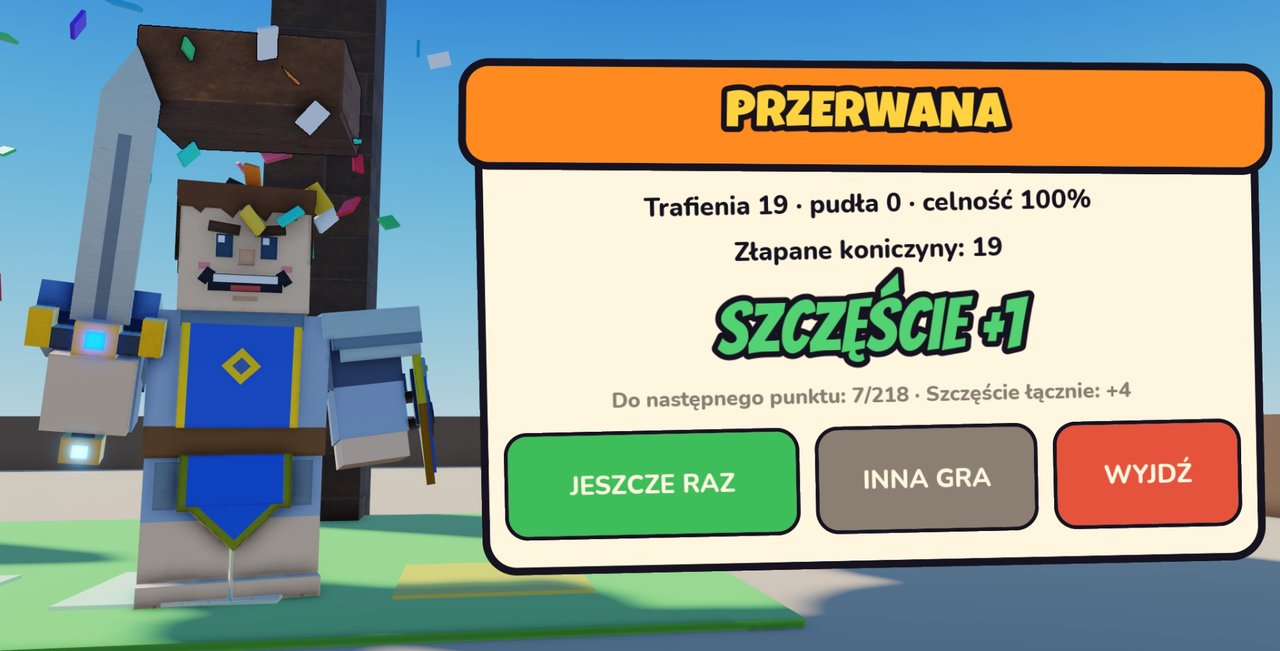 PRZERWANA
Trafienia 19 · pudła 0 · celność 100%
Złapane koniczyny: 19
SZCZĘŚCIE +1
Do następnego punktu: 7/218 · Szczęście łącznie: +4
JESZCZE RAZ
INNA GRA
WYJDŹ